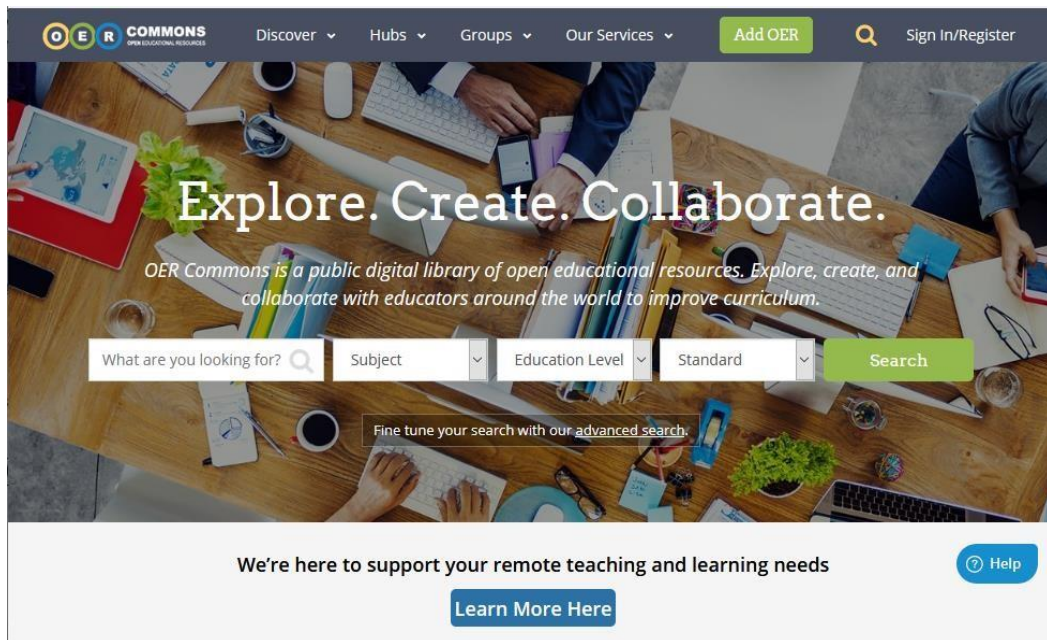 OER COMMONS
OPEN EDUCATIONAL RESOURCES
Discover
Hubs
Groups
Our Services
Add OER
Sign In/Register
Explore. Create. Collaborate.
OER Commons is a public digital library of open educational resources. Explore, create, and
collaborate with educators around the world to improve curriculum.
What are you looking for?
Subject
Education Level
Standard
Search
Fine tune your search with our advanced search.
We're here to support your remote teaching and learning needs
? Help
Learn More Here